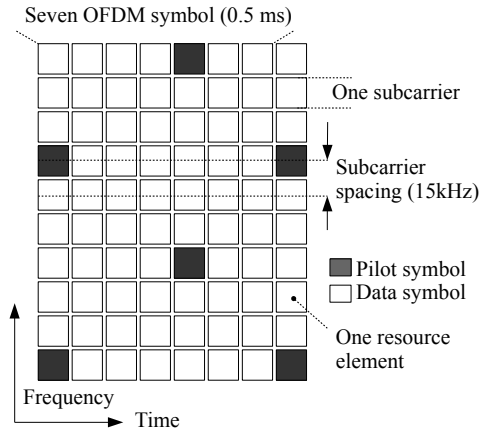 Seven OFDM symbol (0.5 ms)
One subcarrier
Subcarrier
spacing (15kHz)
Pilot symbol
Data symbol
One resource
element
Frequency
Time